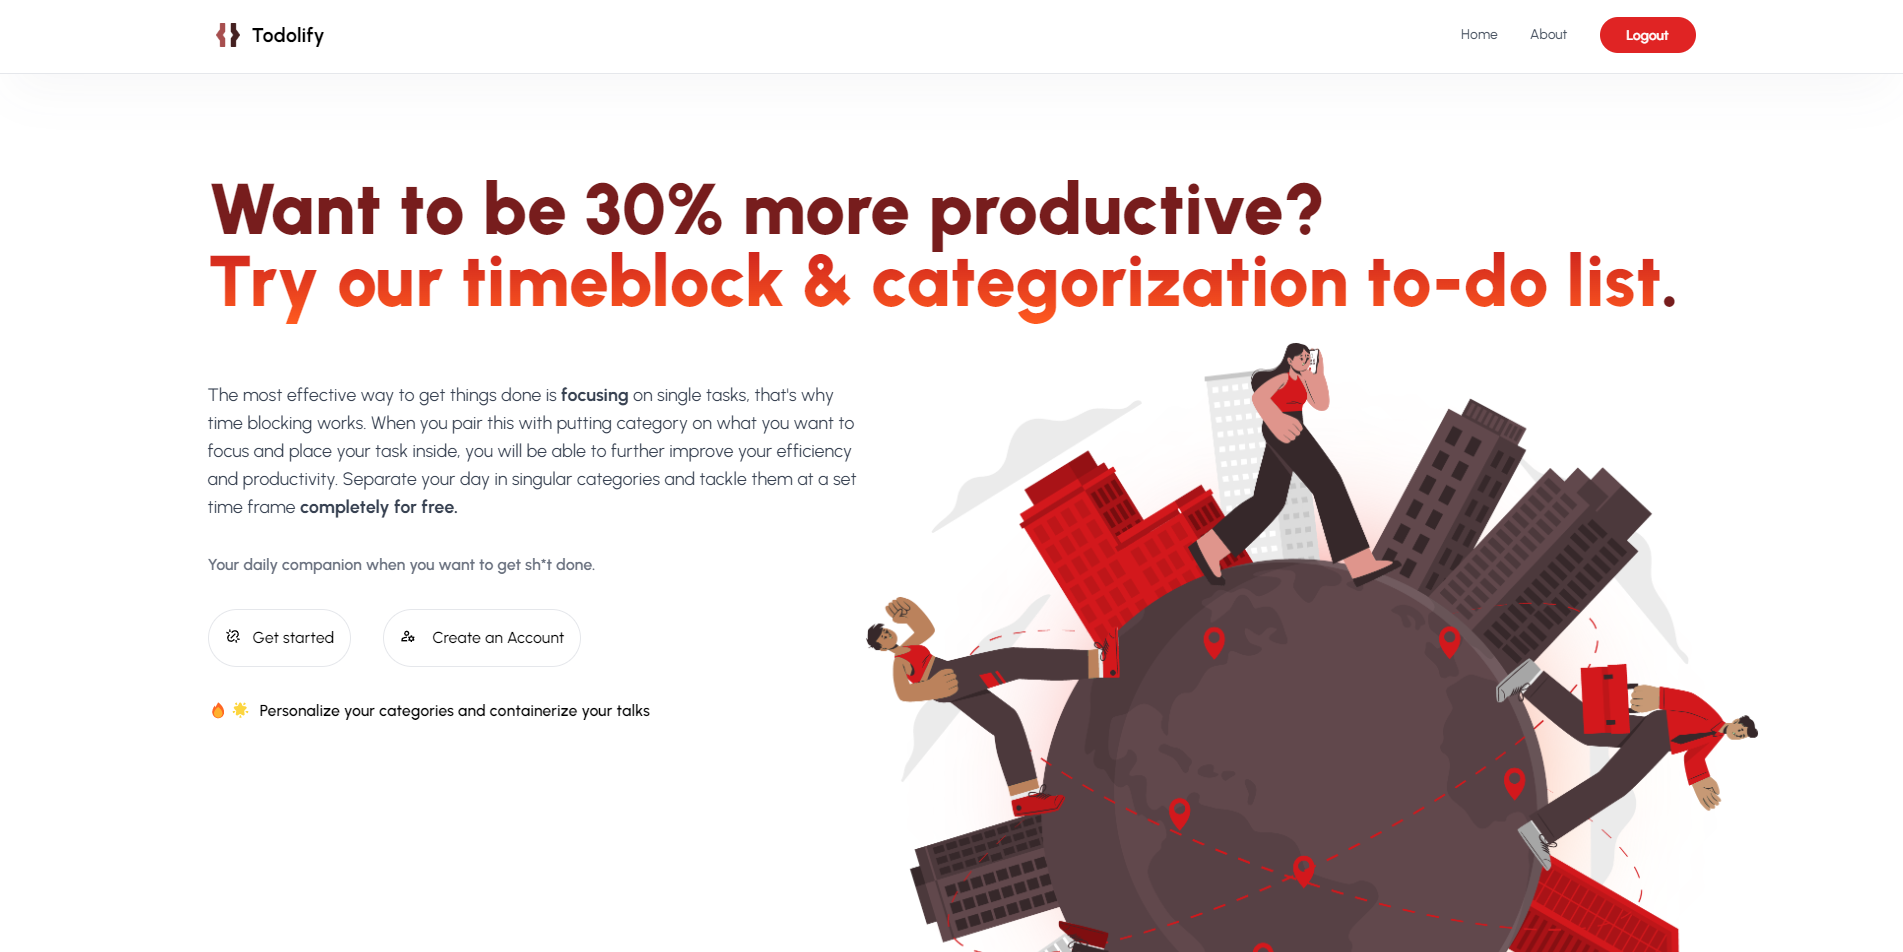 Todolify
Home
About
Logout
Want to be 30% more productive?
Try our timeblock & categorization to-do list.
The most effective way to get things done is focusing on single tasks, that's why
time blocking works. When you pair this with putting category on what you want to
focus and place your task inside, you will be able to further improve your efficiency
and productivity. Separate your day in singular categories and tackle them at a set
time frame completely for free.
Your daily companion when you want to get sh*t done.
Get started
Create an Account
🔥 🌟 Personalize your categories and containerize your talks